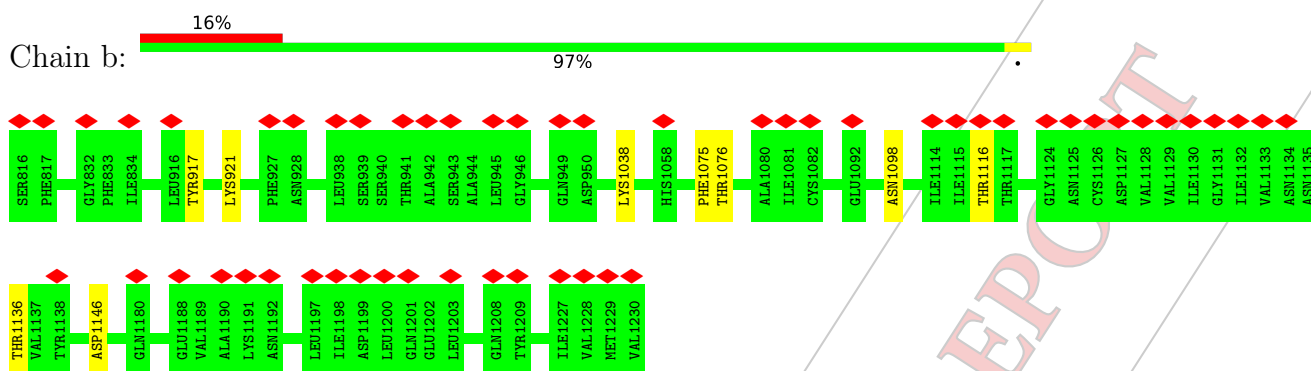 16%
Chain b:
97%
SER816 PHE817 GLY832 PHE833 ILE834 LEU916 TYR917 LYS921 PHE927 ASN928 LEU938 SER939 SER940 THR941 ALA942 SER943 ALA944 LEU945 GLY946 GLN949 ASP950 LYS1038 HIS1058 PHE1075 THR1076 ALA1080 ILE1081 CYS1082 GLU1092 ASN1098 ILE1114 ILE1115 THR1116 THR1117 GLY1124 ASN1125 CYS1126 ASP1127 VAL1128 VAL1129 ILE1130 GLY1131 ILE1132 VAL1133 ASN1134 ASN1135
THR1136 VAL1137 TYR1138 ASP1146 GLN1180 GLU1188 VAL1189 ALA1190 LYS1191 ASN1192 LEU1197 ILE1198 ASP1199 LEU1200 GLN1201 GLU1202 LEU1203 GLN1208 TYR1209 ILE1227 VAL1228 MET1229 VAL1230